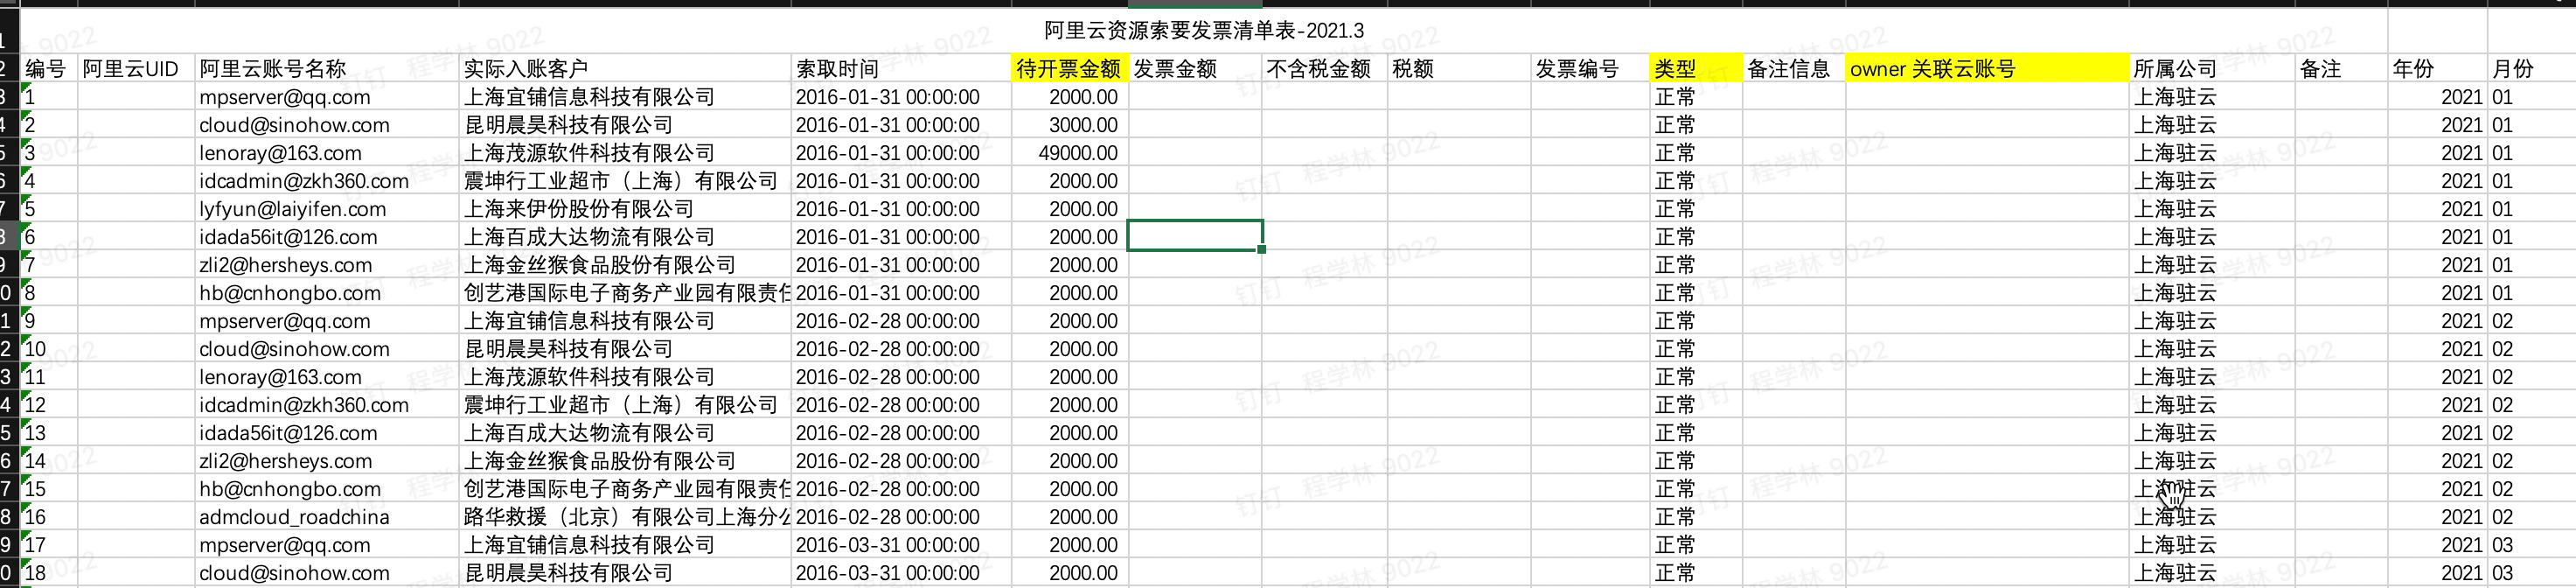 阿里云资源索要发票清单表-2021.3
编号 阿里云UID 阿里云账号名称 实际入账客户 索取时间 待开票金额 发票金额 不含税金额 税额 发票编号 类型 备注信息 owner 关联云账号 所属公司 备注 年份 月份
1 mpserver@qq.com 上海宜铺信息科技有限公司 2016-01-31 00:00:00 2000.00 正常 上海驻云 2021 01
2 cloud@sinohow.com 昆明晨昊科技有限公司 2016-01-31 00:00:00 3000.00 正常 上海驻云 2021 01
3 lenoray@163.com 上海茂源软件科技有限公司 2016-01-31 00:00:00 49000.00 正常 上海驻云 2021 01
4 idcadmin@zkh360.com 震坤行工业超市（上海）有限公司 2016-01-31 00:00:00 2000.00 正常 上海驻云 2021 01
5 lyfyun@laiyifen.com 上海来伊份股份有限公司 2016-01-31 00:00:00 2000.00 正常 上海驻云 2021 01
6 idada56it@126.com 上海百成大达物流有限公司 2016-01-31 00:00:00 2000.00 正常 上海驻云 2021 01
7 zli2@hersheys.com 上海金丝猴食品股份有限公司 2016-01-31 00:00:00 2000.00 正常 上海驻云 2021 01
8 hb@cnhongbo.com 创艺港国际电子商务产业园有限责任 2016-01-31 00:00:00 2000.00 正常 上海驻云 2021 01
9 mpserver@qq.com 上海宜铺信息科技有限公司 2016-02-28 00:00:00 2000.00 正常 上海驻云 2021 02
10 cloud@sinohow.com 昆明晨昊科技有限公司 2016-02-28 00:00:00 2000.00 正常 上海驻云 2021 02
11 lenoray@163.com 上海茂源软件科技有限公司 2016-02-28 00:00:00 2000.00 正常 上海驻云 2021 02
12 idcadmin@zkh360.com 震坤行工业超市（上海）有限公司 2016-02-28 00:00:00 2000.00 正常 上海驻云 2021 02
13 idada56it@126.com 上海百成大达物流有限公司 2016-02-28 00:00:00 2000.00 正常 上海驻云 2021 02
14 zli2@hersheys.com 上海金丝猴食品股份有限公司 2016-02-28 00:00:00 2000.00 正常 上海驻云 2021 02
15 hb@cnhongbo.com 创艺港国际电子商务产业园有限责任 2016-02-28 00:00:00 2000.00 正常 上海驻云 2021 02
16 admcloud_roadchina 路华救援（北京）有限公司上海分公 2016-02-28 00:00:00 2000.00 正常 上海驻云 2021 02
17 mpserver@qq.com 上海宜铺信息科技有限公司 2016-03-31 00:00:00 2000.00 正常 上海驻云 2021 03
18 cloud@sinohow.com 昆明晨昊科技有限公司 2016-03-31 00:00:00 2000.00 正常 上海驻云 2021 03
钉钉 程学林 9022